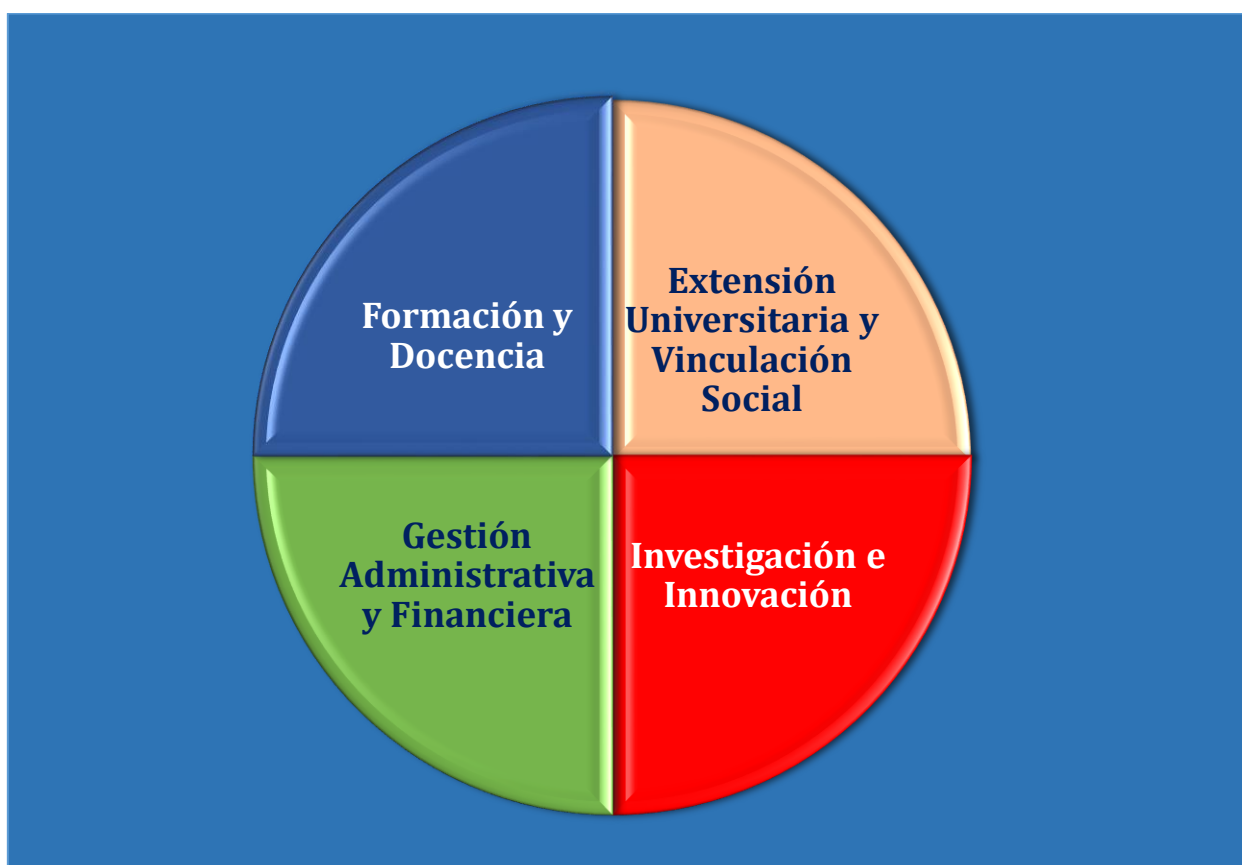 Formación y
Docencia
Extensión
Universitaria y
Vinculación
Social
Gestión
Administrativa
y Financiera
Investigación e
Innovación